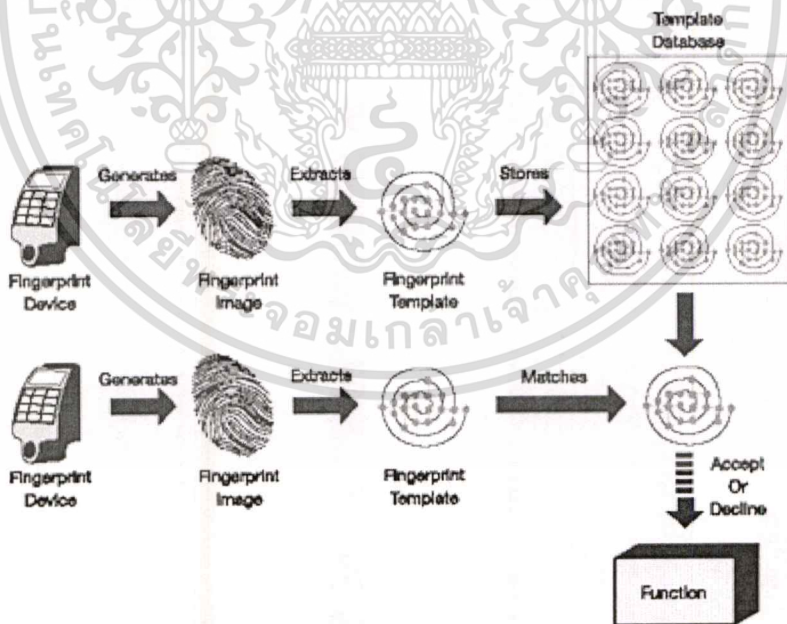 Template
Database
Generates
Extracts
Stores
Fingerprint
Device
Fingerprint
Image
Fingerprint
Template
Generates
Extracts
Matches
Fingerprint
Device
Fingerprint
Image
Fingerprint
Template
Accept
Or
Decline
Function